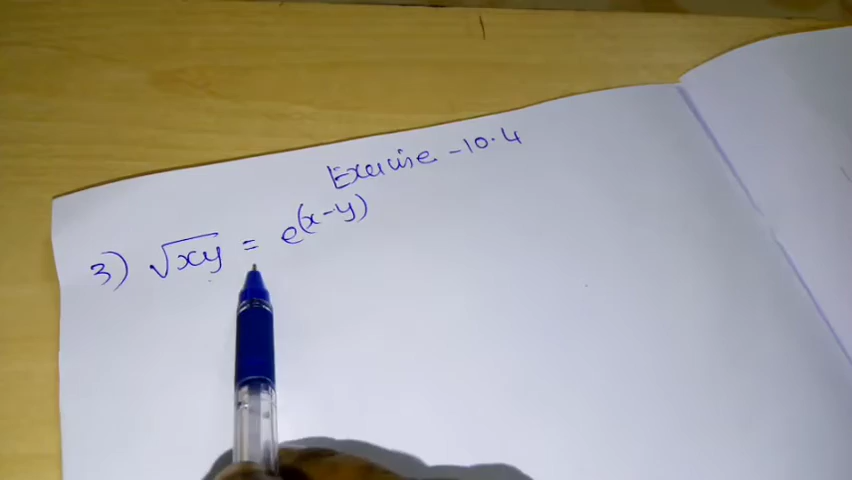 Exercise - 10.4
3) √xy = e^(x-y)